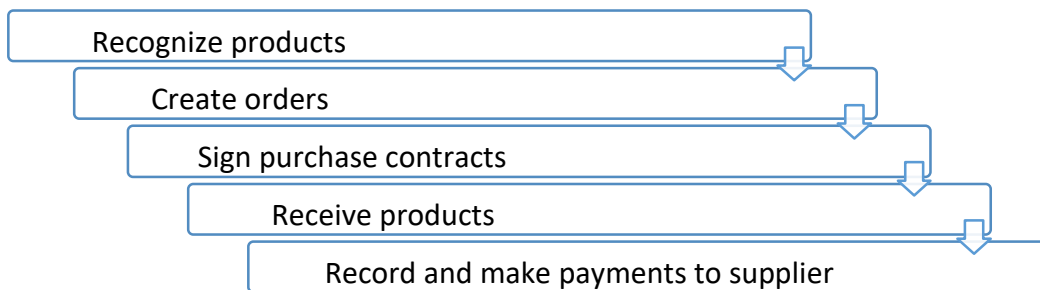 Recognize products
Create orders
Sign purchase contracts
Receive products
Record and make payments to supplier